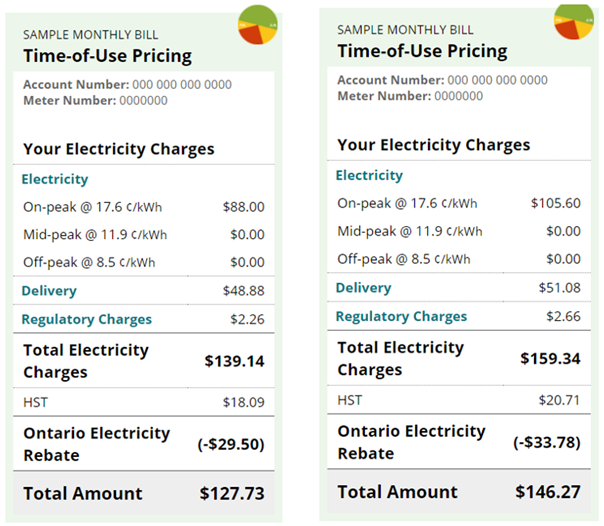 SAMPLE MONTHLY BILL
Time-of-Use Pricing
Account Number: 000 000 000 0000
Meter Number: 0000000
Your Electricity Charges
Electricity
On-peak @ 17.6 ¢/kWh $88.00
Mid-peak @ 11.9 ¢/kWh $0.00
Off-peak @ 8.5 ¢/kWh $0.00
Delivery $48.88
Regulatory Charges $2.26
Total Electricity
Charges $139.14
HST $18.09
Ontario Electricity
Rebate (-$29.50)
Total Amount $127.73
SAMPLE MONTHLY BILL
Time-of-Use Pricing
Account Number: 000 000 000 0000
Meter Number: 0000000
Your Electricity Charges
Electricity
On-peak @ 17.6 ¢/kWh $105.60
Mid-peak @ 11.9 ¢/kWh $0.00
Off-peak @ 8.5 ¢/kWh $0.00
Delivery $51.08
Regulatory Charges $2.66
Total Electricity
Charges $159.34
HST $20.71
Ontario Electricity
Rebate (-$33.78)
Total Amount $146.27